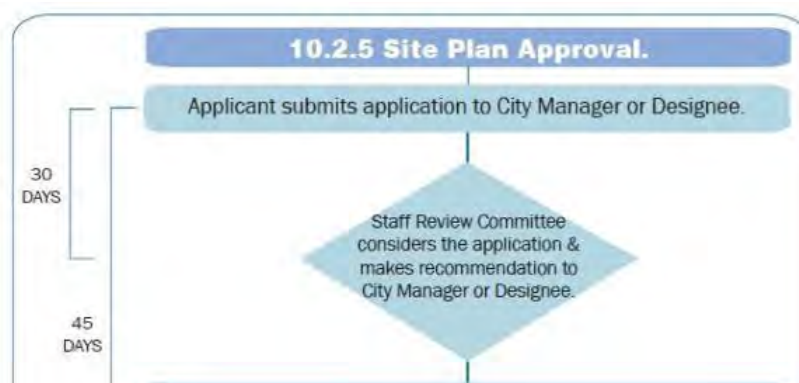 10.2.5 Site Plan Approval.
Applicant submits application to City Manager or Designee.
30
DAYS
Staff Review Committee
considers the application &
makes recommendation to
City Manager or Designee.
45
DAYS